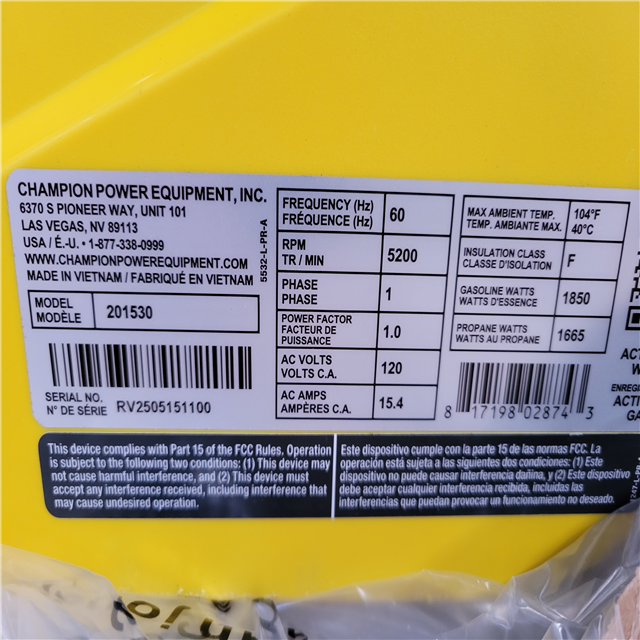 CHAMPION POWER EQUIPMENT, INC.
6370 S PIONEER WAY, UNIT 101
LAS VEGAS, NV 89113
USA / É.-U. • 1-877-338-0999
WWW.CHAMPIONPOWEREQUIPMENT.COM
MADE IN VIETNAM / FABRIQUÉ EN VIETNAM
MODEL
MODÈLE
201530
SERIAL NO.
N° DE SÉRIE
RV2505151100
5532-L-PR-A
FREQUENCY (Hz)
FRÉQUENCE (Hz)
60
RPM
TR / MIN
5200
PHASE
PHASE
1
POWER FACTOR
FACTEUR DE
PUISSANCE
1.0
AC VOLTS
VOLTS C.A.
120
AC AMPS
AMPÈRES C.A.
15.4
MAX AMBIENT TEMP.
TEMP. AMBIANTE MAX.
104°F
40°C
INSULATION CLASS
CLASSE D'ISOLATION
F
GASOLINE WATTS
WATTS D'ESSENCE
1850
PROPANE WATTS
WATTS AU PROPANE
1665
8 17198 02874 3
This device complies with Part 15 of the FCC Rules. Operation
is subject to the following two conditions: (1) This device may
not cause harmful interference, and (2) This device must
accept any interference received, including interference that
may cause undesired operation.
Este dispositivo cumple con la parte 15 de las normas FCC. La
operación está sujeta a las siguientes dos condiciones: (1) Este
dispositivo no puede causar interferencia dañina, y (2) Este dispositivo
debe aceptar cualquier interferencia recibida, incluidas las
interferencias que puedan provocar un funcionamiento no deseado.